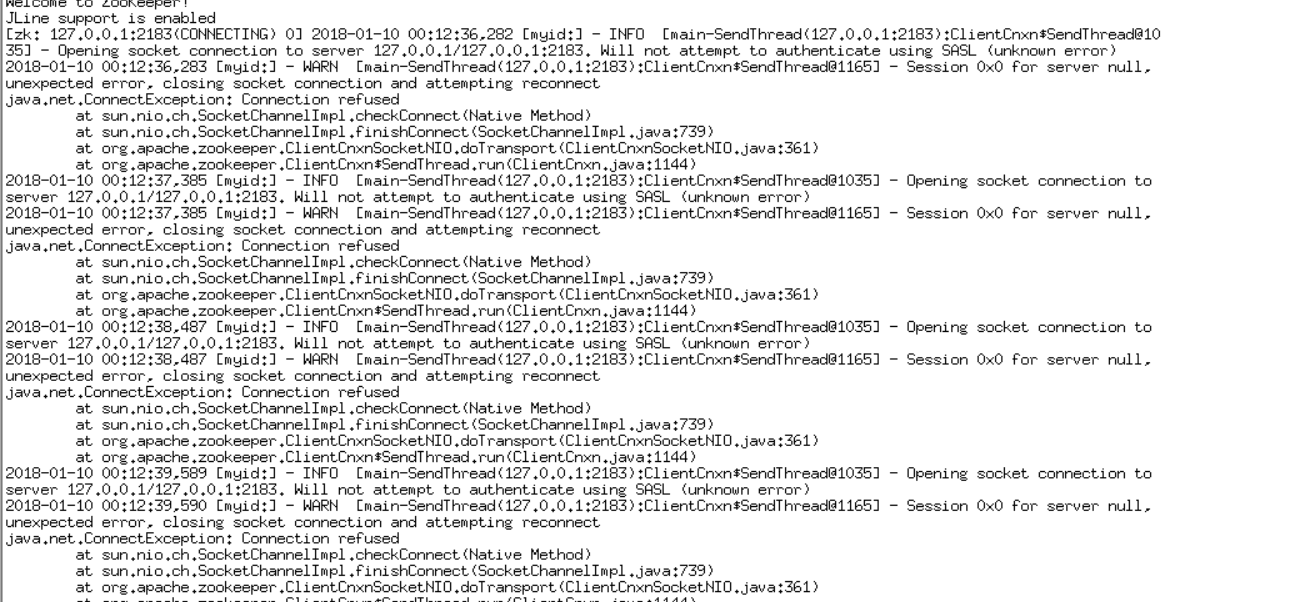 Welcome to ZooKeeper!
JLine support is enabled
[zk: 127.0.0.1:2183(CONNECTING) 0] 2018-01-10 00:12:36,282 [myid:] - INFO  [main-SendThread(127.0.0.1:2183):ClientCnxn$SendThread@10
35] - Opening socket connection to server 127.0.0.1/127.0.0.1:2183. Will not attempt to authenticate using SASL (unknown error)
2018-01-10 00:12:36,283 [myid:] - WARN  [main-SendThread(127.0.0.1:2183):ClientCnxn$SendThread@1165] - Session 0x0 for server null,
unexpected error, closing socket connection and attempting reconnect
java.net.ConnectException: Connection refused
        at sun.nio.ch.SocketChannelImpl.checkConnect(Native Method)
        at sun.nio.ch.SocketChannelImpl.finishConnect(SocketChannelImpl.java:739)
        at org.apache.zookeeper.ClientCnxnSocketNIO.doTransport(ClientCnxnSocketNIO.java:361)
        at org.apache.zookeeper.ClientCnxn$SendThread.run(ClientCnxn.java:1144)
2018-01-10 00:12:37,385 [myid:] - INFO  [main-SendThread(127.0.0.1:2183):ClientCnxn$SendThread@1035] - Opening socket connection to
server 127.0.0.1/127.0.0.1:2183. Will not attempt to authenticate using SASL (unknown error)
2018-01-10 00:12:37,385 [myid:] - WARN  [main-SendThread(127.0.0.1:2183):ClientCnxn$SendThread@1165] - Session 0x0 for server null,
unexpected error, closing socket connection and attempting reconnect
java.net.ConnectException: Connection refused
        at sun.nio.ch.SocketChannelImpl.checkConnect(Native Method)
        at sun.nio.ch.SocketChannelImpl.finishConnect(SocketChannelImpl.java:739)
        at org.apache.zookeeper.ClientCnxnSocketNIO.doTransport(ClientCnxnSocketNIO.java:361)
        at org.apache.zookeeper.ClientCnxn$SendThread.run(ClientCnxn.java:1144)
2018-01-10 00:12:38,487 [myid:] - INFO  [main-SendThread(127.0.0.1:2183):ClientCnxn$SendThread@1035] - Opening socket connection to
server 127.0.0.1/127.0.0.1:2183. Will not attempt to authenticate using SASL (unknown error)
2018-01-10 00:12:38,487 [myid:] - WARN  [main-SendThread(127.0.0.1:2183):ClientCnxn$SendThread@1165] - Session 0x0 for server null,
unexpected error, closing socket connection and attempting reconnect
java.net.ConnectException: Connection refused
        at sun.nio.ch.SocketChannelImpl.checkConnect(Native Method)
        at sun.nio.ch.SocketChannelImpl.finishConnect(SocketChannelImpl.java:739)
        at org.apache.zookeeper.ClientCnxnSocketNIO.doTransport(ClientCnxnSocketNIO.java:361)
        at org.apache.zookeeper.ClientCnxn$SendThread.run(ClientCnxn.java:1144)
2018-01-10 00:12:39,589 [myid:] - INFO  [main-SendThread(127.0.0.1:2183):ClientCnxn$SendThread@1035] - Opening socket connection to
server 127.0.0.1/127.0.0.1:2183. Will not attempt to authenticate using SASL (unknown error)
2018-01-10 00:12:39,590 [myid:] - WARN  [main-SendThread(127.0.0.1:2183):ClientCnxn$SendThread@1165] - Session 0x0 for server null,
unexpected error, closing socket connection and attempting reconnect
java.net.ConnectException: Connection refused
        at sun.nio.ch.SocketChannelImpl.checkConnect(Native Method)
        at sun.nio.ch.SocketChannelImpl.finishConnect(SocketChannelImpl.java:739)
        at org.apache.zookeeper.ClientCnxnSocketNIO.doTransport(ClientCnxnSocketNIO.java:361)
        at org.apache.zookeeper.ClientCnxn$SendThread.run(ClientCnxn.java:1144)